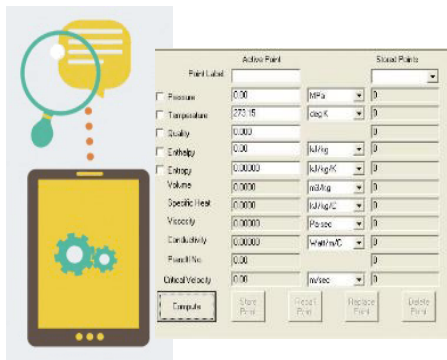 Active Point Stored Points
Point Label
Pressure 0.00 MPa 0
Temperature 273.15 deg K 0
Quality 0.000 0
Enthalpy 0.00 kJ/kg 0
Entropy 0.00000 kJ/kg/K 0
Volume 0.0000 m3/kg 0
Specific Heat 0.0000 kJ/kg/C 0
Viscosity 0.00000 Pa-sec 0
Conductivity 0.00000 Watt/m/C 0
Prandtl No. 0.00 0
Critical Velocity 0.00 m/sec 0
Compute Store Recall Replace Delete
Point Point Point Point